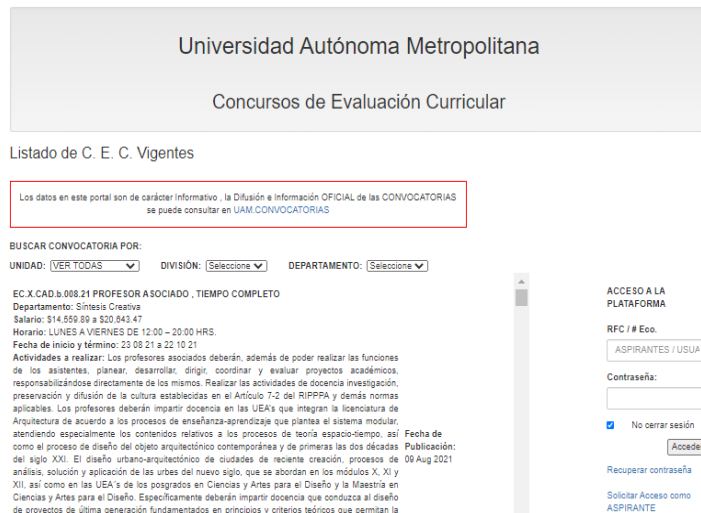 Universidad Autónoma Metropolitana
Concursos de Evaluación Curricular
Listado de C. E. C. Vigentes
Los datos en este portal son de carácter Informativo , la Difusión e Información OFICIAL de las CONVOCATORIAS
se puede consultar en UAM.CONVOCATORIAS
BUSCAR CONVOCATORIA POR:
UNIDAD: VER TODAS DIVISIÓN: Seleccione DEPARTAMENTO: Seleccione
EC.X.CAD.b.008.21 PROFESOR ASOCIADO , TIEMPO COMPLETO
Departamento: Síntesis Creativa
Salario: $14,559.89 a $20,643.47
Horario: LUNES A VIERNES DE 12:00 – 20:00 HRS.
Fecha de inicio y término: 23 08 21 a 22 10 21
Actividades a realizar: Los profesores asociados deberán, además de poder realizar las funciones
de los asistentes, planear, desarrollar, dirigir, coordinar y evaluar proyectos académicos,
responsabilizándose directamente de los mismos. Realizar las actividades de docencia investigación,
preservación y difusión de la cultura establecidas en el Artículo 7-2 del RIPPPA y demás normas
aplicables. Los profesores deberán impartir docencia en las UEA's que integran la licenciatura de
Arquitectura de acuerdo a los procesos de enseñanza-aprendizaje que plantea el sistema modular,
atendiendo especialmente los contenidos relativos a los procesos de teoría espacio-tiempo, así
como el proceso de diseño del objeto arquitectónico contemporáneo y de primeras las dos décadas
del siglo XXI. El diseño urbano-arquitectónico de ciudades de reciente creación, procesos de
análisis, solución y aplicación de las urbes del nuevo siglo, que se abordan en los módulos X, XI y
XII, así como en las UEA´s de los posgrados en Ciencias y Artes para el Diseño y la Maestría en
Ciencias y Artes para el Diseño. Específicamente deberán impartir docencia que conduzca al diseño
de proyectos de última generación fundamentados en principios y criterios teóricos que permitan la
Fecha de
Publicación:
09 Aug 2021
ACCESO A LA
PLATAFORMA
RFC / # Eco.
ASPIRANTES / USUA
Contraseña:
No cerrar sesión
Accede
Recuperar contraseña
Solicitar Acceso como
ASPIRANTE